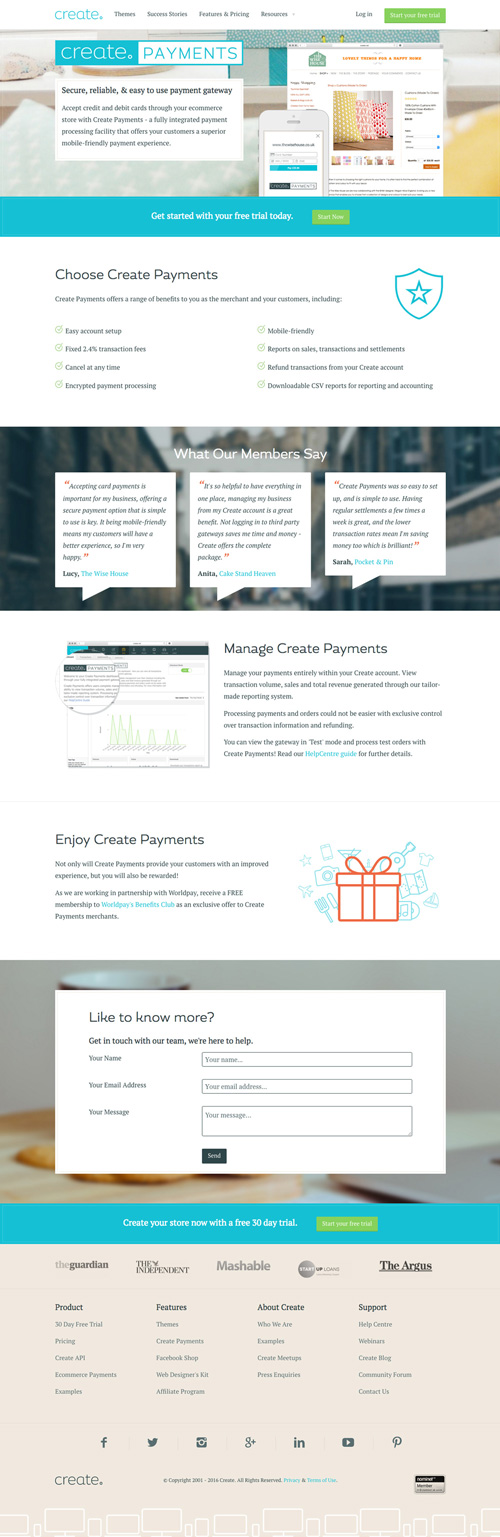 create.
Themes
Success Stories
Features & Pricing
Resources
Log in
Start your free trial
create. PAYMENTS
Secure, reliable, & easy to use payment gateway
Accept credit and debit cards through your ecommerce
store with Create Payments - a fully integrated payment
processing facility that offers your customers a superior
mobile-friendly payment experience.
LOVELY THINGS FOR A HAPPY HOME
Get started with your free trial today.
Start Now
Choose Create Payments
Create Payments offers a range of benefits to you as the merchant and your customers, including:
Easy account setup
Mobile-friendly
Fixed 2.4% transaction fees
Reports on sales, transactions and settlements
Cancel at any time
Refund transactions from your Create account
Encrypted payment processing
Downloadable CSV reports for reporting and accounting
What Our Members Say
“Accepting card payments is
important for my business, offering a
secure payment option that is simple
to use is key. It being mobile-friendly
means my customers will have a
better experience, so I'm very
happy.”
Lucy, The Wise House
“It's so helpful to have everything in
one place, managing my business
from my Create account is a great
benefit. Not logging in to third party
gateways saves me time and money -
Create offers the complete
package.”
Anita, Cake Stand Heaven
“Create Payments was so easy to set
up, and is simple to use. Having
regular settlements a few times a
week is great, and the lower
transaction rates mean I'm saving
money too which is brilliant!”
Sarah, Pocket & Pin
PAYMENTS
Manage Create Payments
Manage your payments entirely within your Create account. View
transaction volume, sales and total revenue generated through our tailor-
made reporting system.
Processing payments and orders could not be easier with exclusive control
over transaction information and refunding.
You can view the gateway in 'Test' mode and process test orders with
Create Payments! Read our HelpCentre guide for further details.
Enjoy Create Payments
Not only will Create Payments provide your customers with an improved
experience, but you will also be rewarded!
As we are working in partnership with Worldpay, receive a FREE
membership to Worldpay's Benefits Club as an exclusive offer to Create
Payments merchants.
Like to know more?
Get in touch with our team, we're here to help.
Your Name
Your name...
Your Email Address
Your email address...
Your Message
Your message...
Send
Create your store now with a free 30 day trial.
Start your free trial
theguardian
THE INDEPENDENT
Mashable
START UP LOANS
The Argus
Product
Features
About Create
Support
30 Day Free Trial
Themes
Who We Are
Help Centre
Pricing
Create Payments
Examples
Webinars
Create API
Facebook Shop
Create Meetups
Create Blog
Ecommerce Payments
Web Designer's Kit
Press Enquiries
Community Forum
Examples
Affiliate Program
Contact Us
create.
© Copyright 2001 - 2016 Create. All Rights Reserved. Privacy & Terms of Use.
nominet
Member